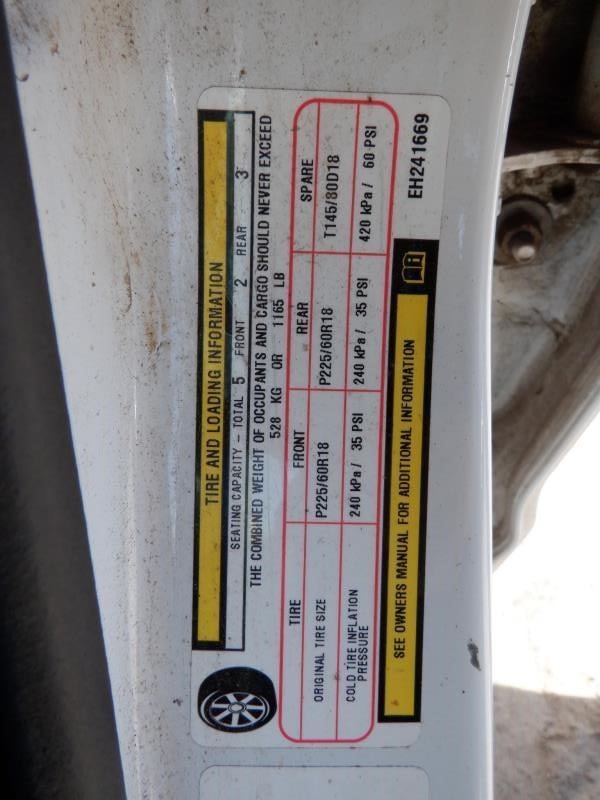 TIRE AND LOADING INFORMATION
SEATING CAPACITY – TOTAL 5 FRONT 2 REAR 3
THE COMBINED WEIGHT OF OCCUPANTS AND CARGO SHOULD NEVER EXCEED
528 KG OR 1165 LB
TIRE FRONT REAR SPARE
ORIGINAL TIRE SIZE P225/60R18 P225/60R18 T145/80D18
COLD TIRE INFLATION
PRESSURE 240 kPa / 35 PSI 240 kPa / 35 PSI 420 kPa / 60 PSI
SEE OWNERS MANUAL FOR ADDITIONAL INFORMATION
EH241669